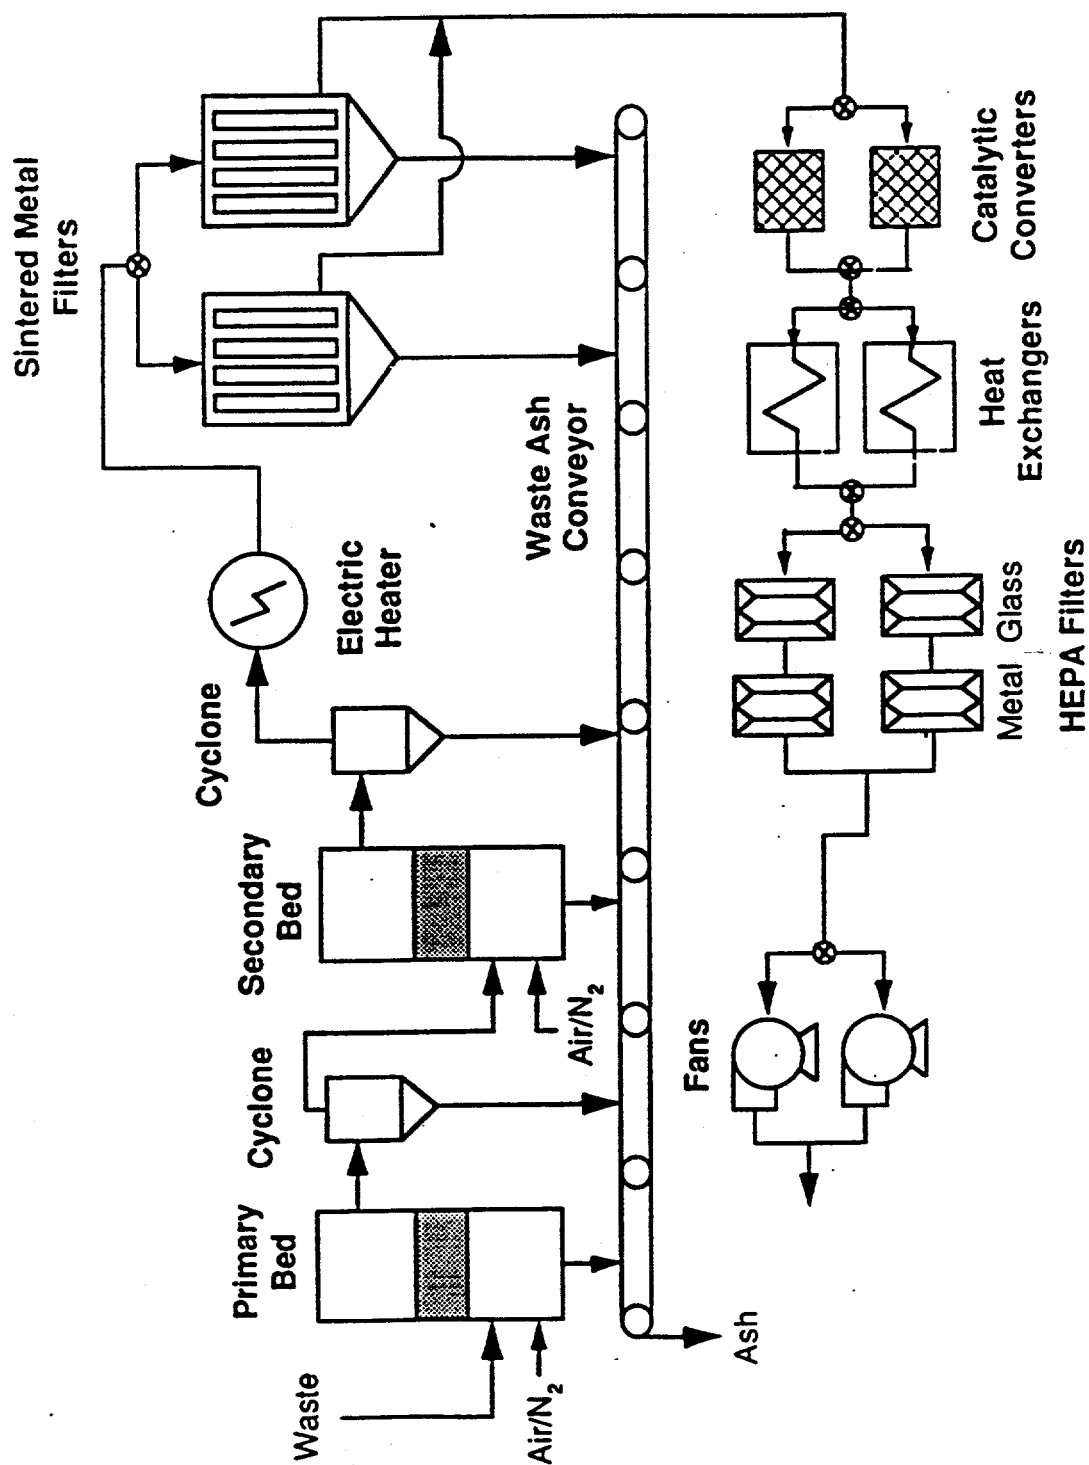 Sintered Metal
Filters
Cyclone
Electric
Heater
Secondary
Bed
Cyclone
Primary
Bed
Waste
Air/N₂
Air/N₂
Waste Ash
Conveyor
Ash
Fans
Metal Glass
HEPA Filters
Heat
Exchangers
Catalytic
Converters